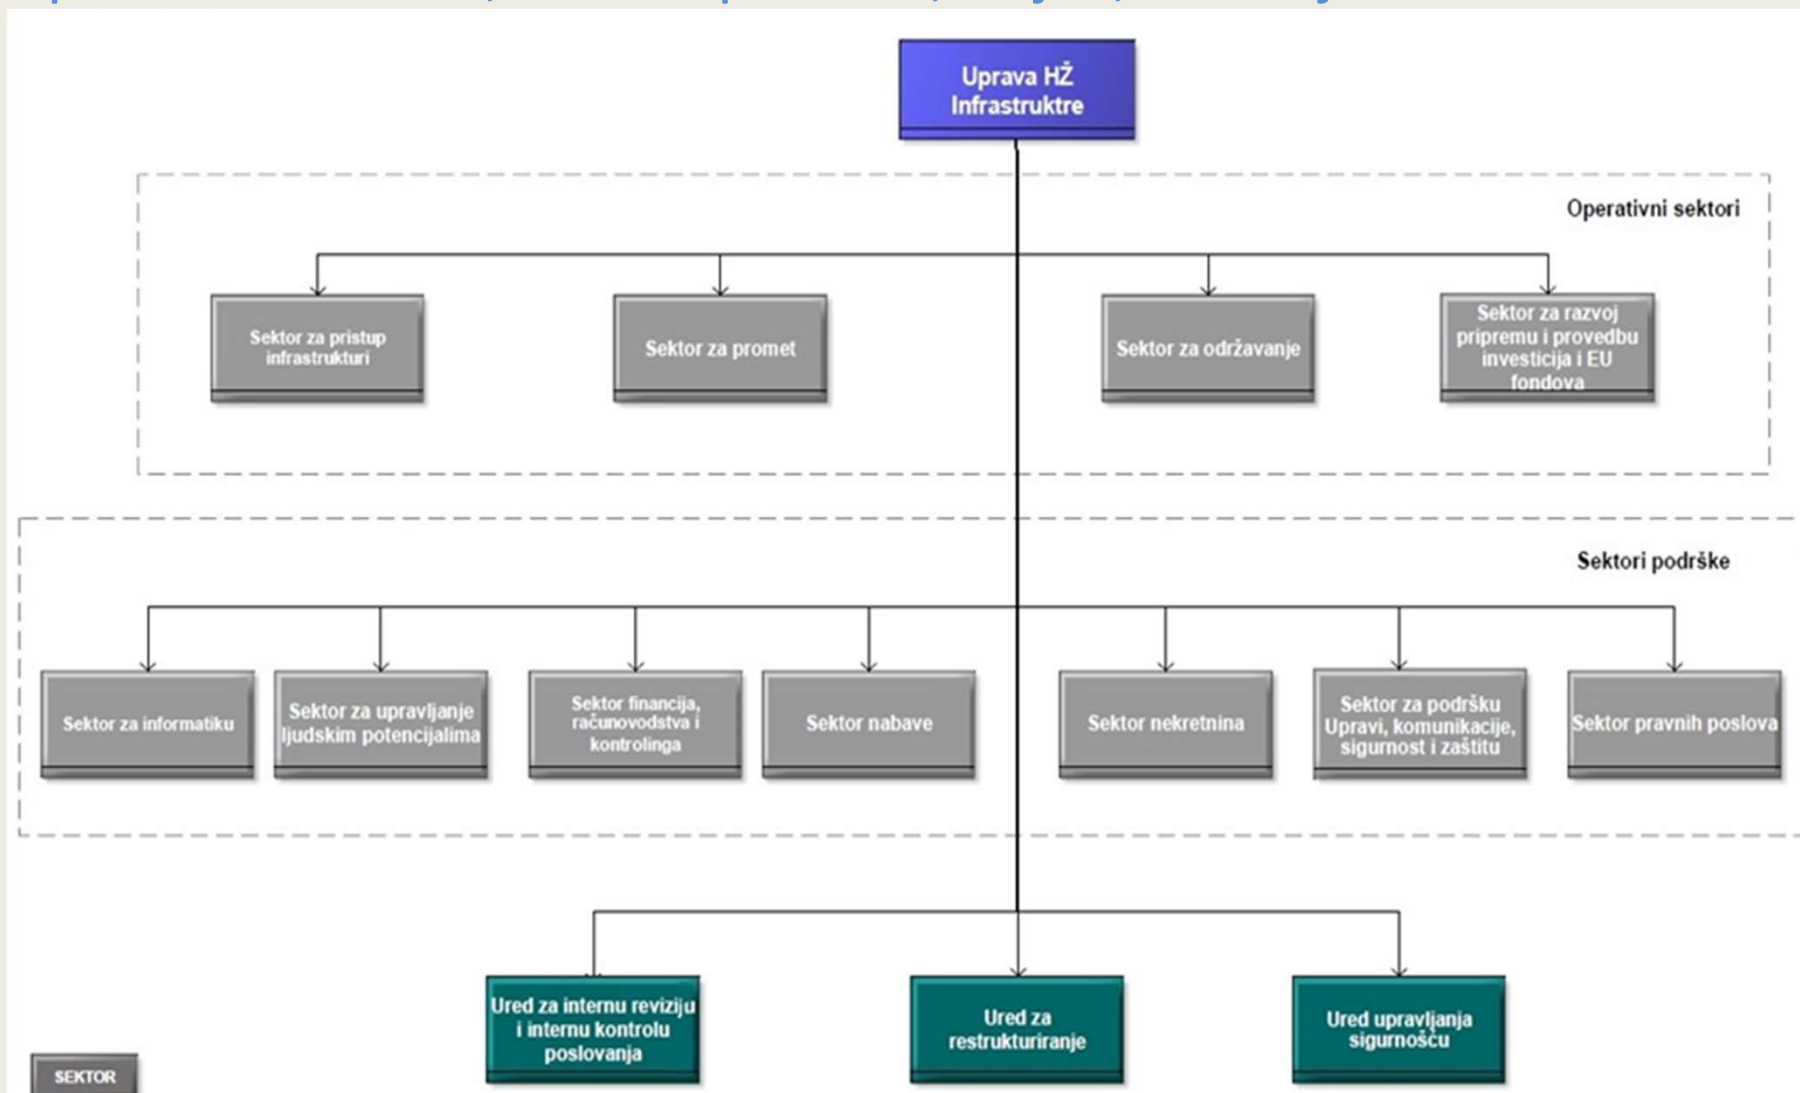 Uprava HŽ
Infrastruktre
Operativni sektori
Sektor za pristup
infrastrukturi
Sektor za promet
Sektor za održavanje
Sektor za razvoj
pripremu i provedbu
investicija i EU
fondova
Sektori podrške
Sektor za informatiku
Sektor za upravljanje
ljudskim potencijalima
Sektor financija,
računovodstva i
kontrolinga
Sektor nabave
Sektor nekretnina
Sektor za podršku
Upravi, komunikacije,
sigurnost i zaštitu
Sektor pravnih poslova
Ured za internu reviziju
i internu kontrolu
poslovanja
Ured za
restrukturiranje
Ured upravljanja
sigurnošću
SEKTOR